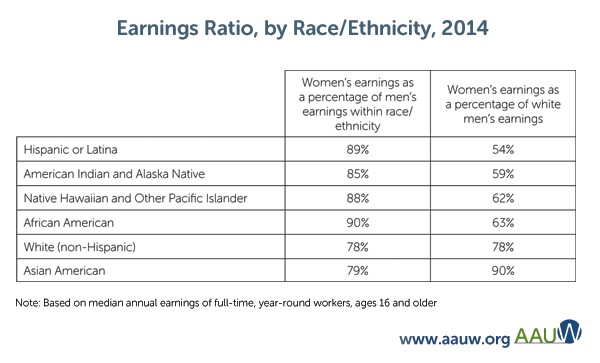 Earnings Ratio, by Race/Ethnicity, 2014
Women's earnings as
a percentage of men's
earnings within race/
ethnicity
Women's earnings as
a percentage of white
men's earnings
Hispanic or Latina 89% 54%
American Indian and Alaska Native 85% 59%
Native Hawaiian and Other Pacific Islander 88% 62%
African American 90% 63%
White (non-Hispanic) 78% 78%
Asian American 79% 90%
Note: Based on median annual earnings of full-time, year-round workers, ages 16 and older
www.aauw.org AAUW